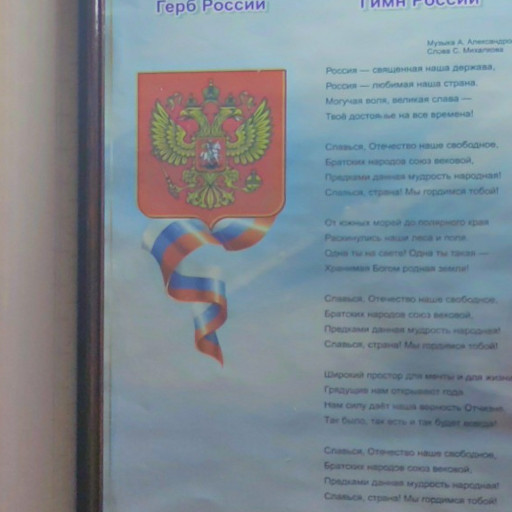 Герб России
Гимн России
Музыка А. Александро
Слова С. Михалкова
Россия — священная наша держава,
Россия — любимая наша страна.
Могучая воля, великая слава —
Твоё достоянье на все времена!
Славься, Отечество наше свободное,
Братских народов союз вековой,
Предками данная мудрость народная!
Славься, страна! Мы гордимся тобой!
От южных морей до полярного края
Раскинулись наши леса и поля.
Одна ты на свете! Одна ты такая —
Хранимая Богом родная земля!
Славься, Отечество наше свободное,
Братских народов союз вековой,
Предками данная мудрость народная!
Славься, страна! Мы гордимся тобой!
Широкий простор для мечты и для жизни
Грядущие нам открывают года.
Нам силу даёт наша верность Отчизне.
Так было, так есть и так будет всегда!
Славься, Отечество наше свободное,
Братских народов союз вековой,
Предками данная мудрость народная!
Славься, страна! Мы гордимся тобой!